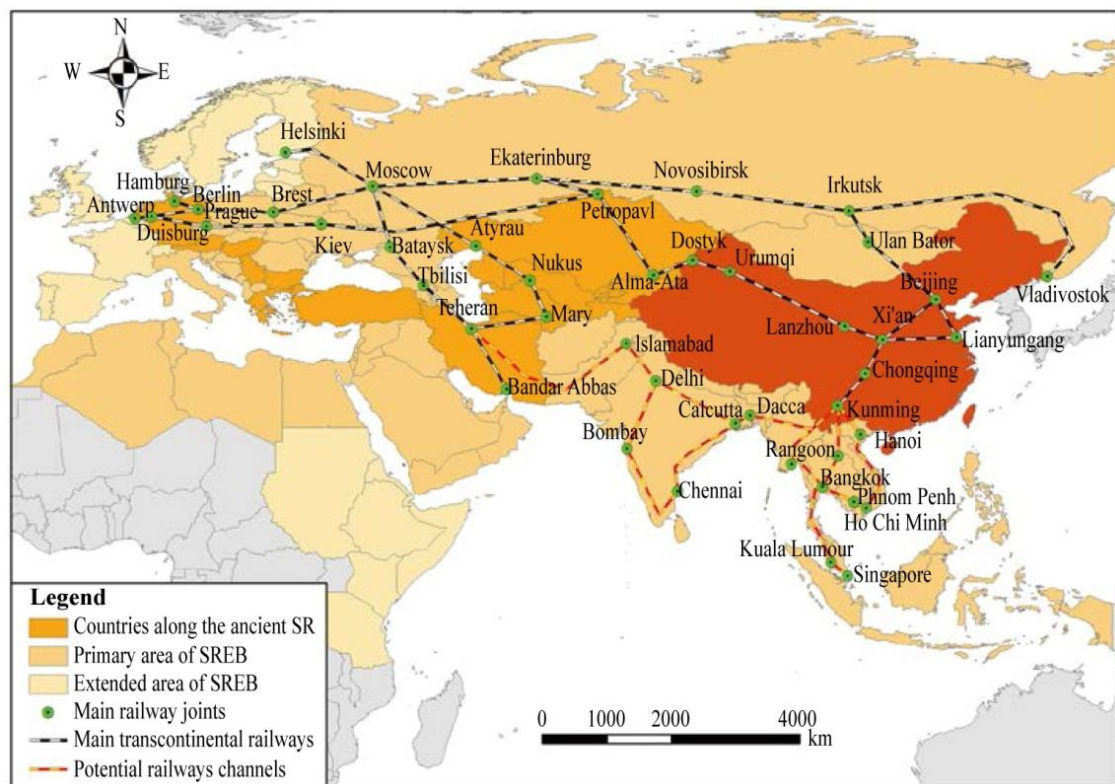 N
W
E
S
Helsinki
Moscow
Ekaterinburg
Novosibirsk
Irkutsk
Hamburg
Berlin
Brest
Antwerp
Prague
Duisburg
Kiev
Bataysk
Atyrau
Petropavl
Dostyk
Urumqi
Ulan Bator
Tbilisi
Nukus
Alma-Ata
Beijing
Vladivostok
Teheran
Mary
Lanzhou
Xi'an
Lianyungang
Islamabad
Chongqing
Bandar Abbas
Delhi
Calcutta
Dacca
Kunming
Bombay
Hanoi
Rangoon
Chennai
Bangkok
Phnom Penh
Ho Chi Minh
Kuala Lumour
Singapore
Legend
Countries along the ancient SR
Primary area of SREB
Extended area of SREB
Main railway joints
Main transcontinental railways
Potential railways channels
0 1000 2000 4000
km